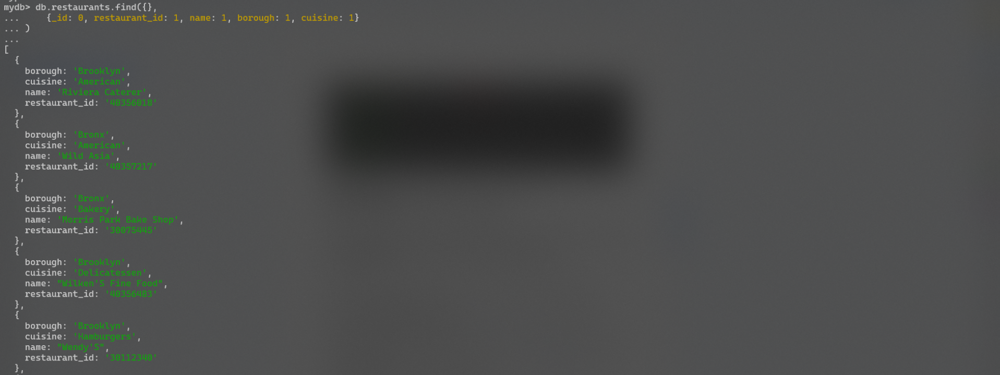 mydb> db.restaurants.find({},
...     {_id: 0, restaurant_id: 1, name: 1, borough: 1, cuisine: 1}
... )
...
[
  {
    borough: 'Brooklyn',
    cuisine: 'American',
    name: 'Riviera Caterer',
    restaurant_id: '40356018'
  },
  {
    borough: 'Bronx',
    cuisine: 'American',
    name: 'Wild Asia',
    restaurant_id: '40357217'
  },
  {
    borough: 'Bronx',
    cuisine: 'Bakery',
    name: 'Morris Park Bake Shop',
    restaurant_id: '30075445'
  },
  {
    borough: 'Brooklyn',
    cuisine: 'Delicatessen',
    name: "Wilken'S Fine Food",
    restaurant_id: '40356483'
  },
  {
    borough: 'Brooklyn',
    cuisine: 'Hamburgers',
    name: "Wendy'S",
    restaurant_id: '30112340'
  },